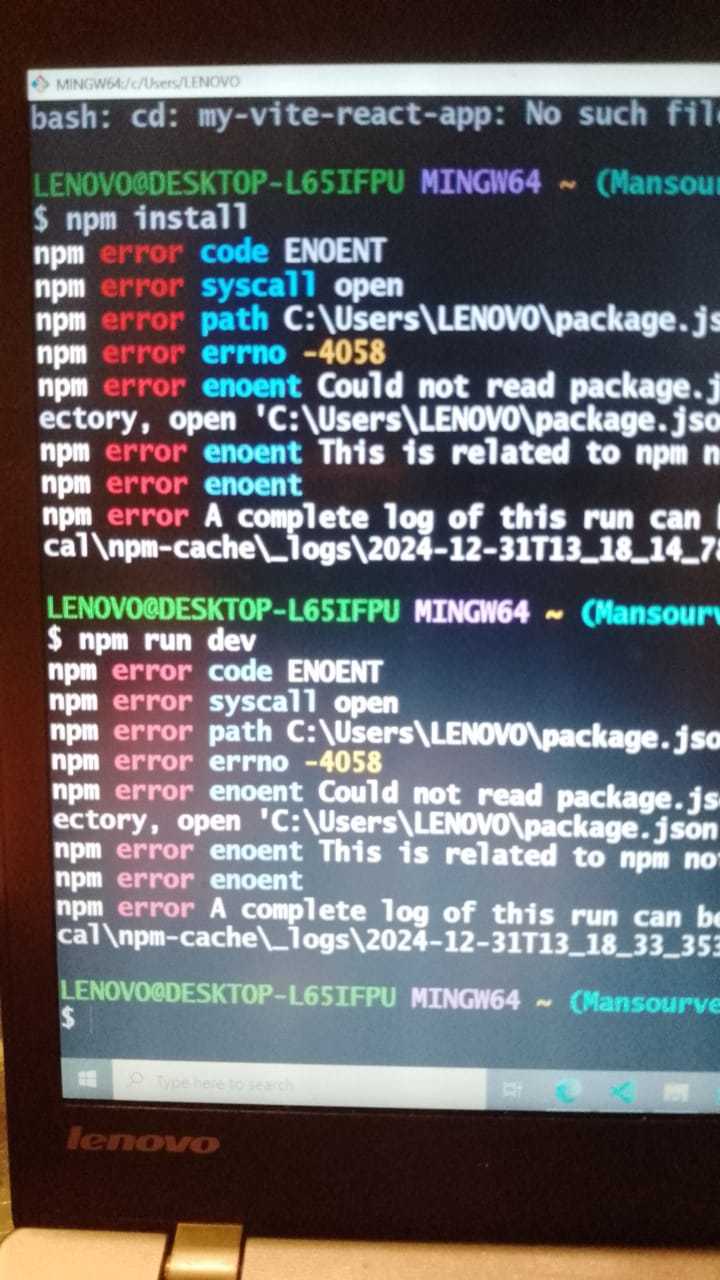 MINGW64:/c/Users/LENOVO
bash: cd: my-vite-react-app: No such fil
LENOVO@DESKTOP-L65IFPU MINGW64 ~ (Mansour
$ npm install
npm error code ENOENT
npm error syscall open
npm error path C:\Users\LENOVO\package.js
npm error errno -4058
npm error enoent Could not read package.j
ectory, open 'C:\Users\LENOVO\package.jso
npm error enoent This is related to npm n
npm error enoent
npm error A complete log of this run can
cal\npm-cache\_logs\2024-12-31T13_18_14_78
LENOVO@DESKTOP-L65IFPU MINGW64 ~ (Mansourv
$ npm run dev
npm error code ENOENT
npm error syscall open
npm error path C:\Users\LENOVO\package.jso
npm error errno -4058
npm error enoent Could not read package.js
ectory, open 'C:\Users\LENOVO\package.json
npm error enoent This is related to npm no
npm error enoent
npm error A complete log of this run can be
cal\npm-cache\_logs\2024-12-31T13_18_33_353
LENOVO@DESKTOP-L65IFPU MINGW64 ~ (Mansourve
$
Type here to search
lenovo